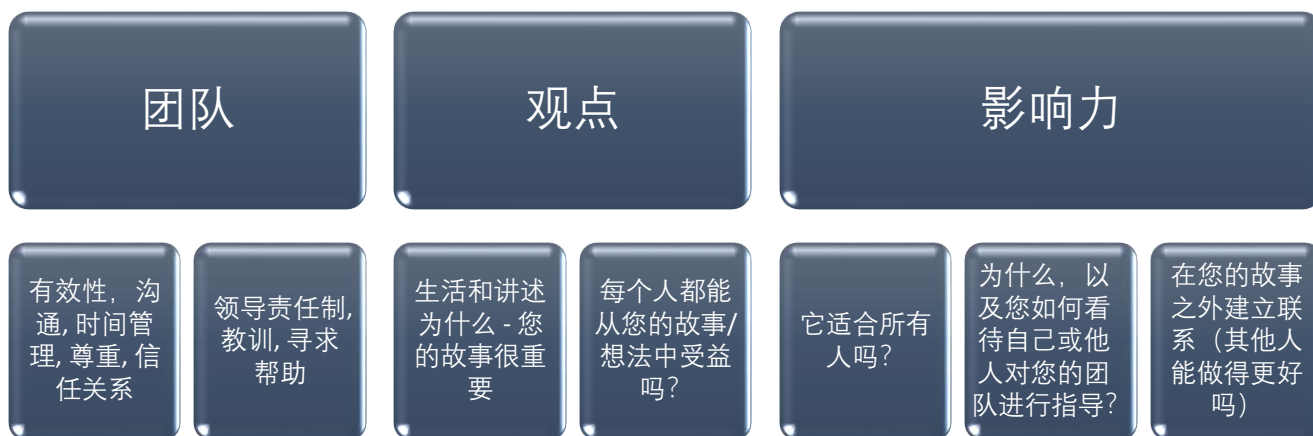 团队
观点
影响力
有效性，沟
通, 时间管
理, 尊重, 信
任关系
领导责任制,
教训, 寻求
帮助
生活和讲述
为什么 - 您
的故事很重
要
每个人都能
从您的故事/
想法中受益
吗？
它适合所有
人吗？
为什么，以
及您如何看
待自己或他
人对您的团
队进行指导？
在您的故事
之外建立联
系（其他人
能做得更好
吗）